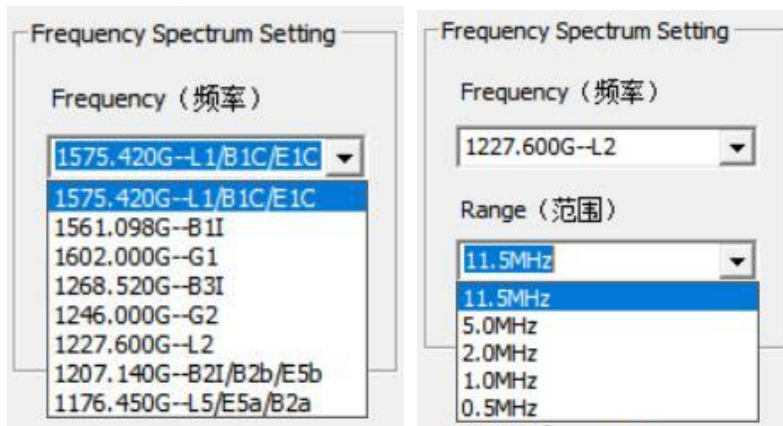 Frequency Spectrum Setting
Frequency（频率）
1575.420G--L1/B1C/E1C
1575.420G--L1/B1C/E1C
1561.098G--B1I
1602.000G--G1
1268.520G--B3I
1246.000G--G2
1227.600G--L2
1207.140G--B2I/B2b/E5b
1176.450G--L5/E5a/B2a
Frequency Spectrum Setting
Frequency（频率）
1227.600G--L2
Range（范围）
11.5MHz
11.5MHz
5.0MHz
2.0MHz
1.0MHz
0.5MHz